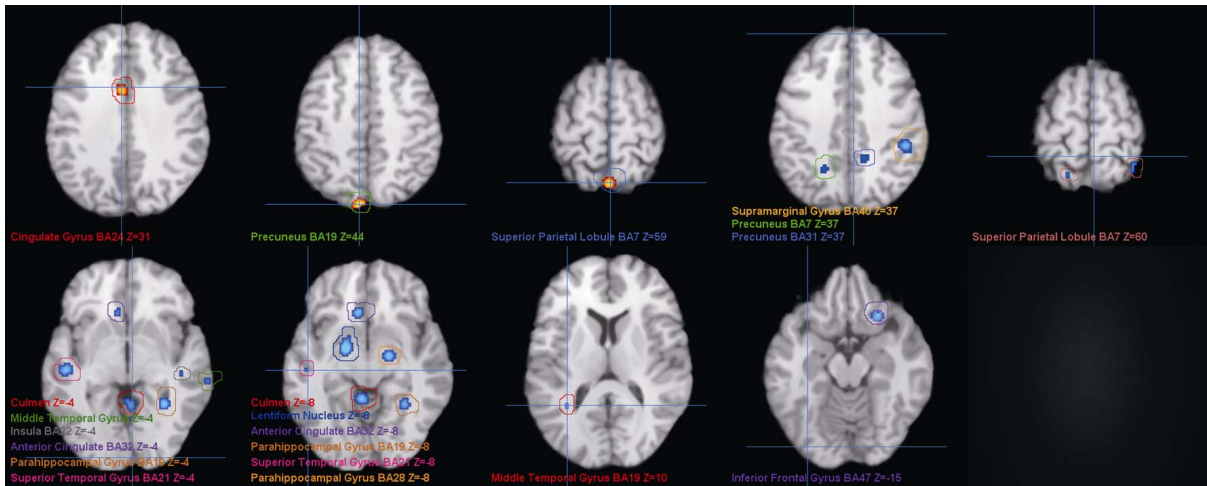 Cingulate Gyrus BA24 Z=31
Precuneus BA19 Z=44
Superior Parietal Lobule BA7 Z=59
Supramarginal Gyrus BA40 Z=37
Precuneus BA7 Z=37
Precuneus BA31 Z=37
Superior Parietal Lobule BA7 Z=60
Culmen Z=-4
Middle Temporal Gyrus Z=-4
Insula BA22 Z=-4
Anterior Cingulate BA32 Z=-4
Parahippocampal Gyrus BA19 Z=-4
Superior Temporal Gyrus BA21 Z=-4
Culmen Z=-8
Lentiform Nucleus Z=-8
Anterior Cingulate BA32 Z=-8
Parahippocampal Gyrus BA19 Z=-8
Superior Temporal Gyrus BA21 Z=-8
Parahippocampal Gyrus BA28 Z=-8
Middle Temporal Gyrus BA19 Z=10
Inferior Frontal Gyrus BA47 Z=-15